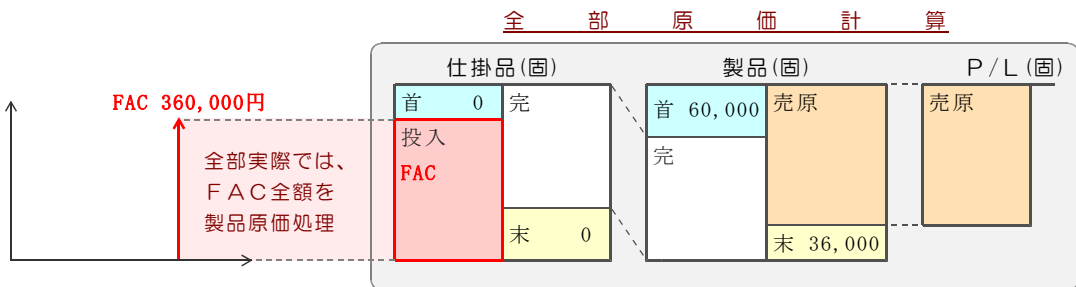 全部原価計算
仕掛品(固)
製品(固)
P/L(固)
FAC 360,000円
首 0
完
投入
FAC
末 0
首 60,000
完
売原
末 36,000
売原
全部実際では、
FAC全額を
製品原価処理